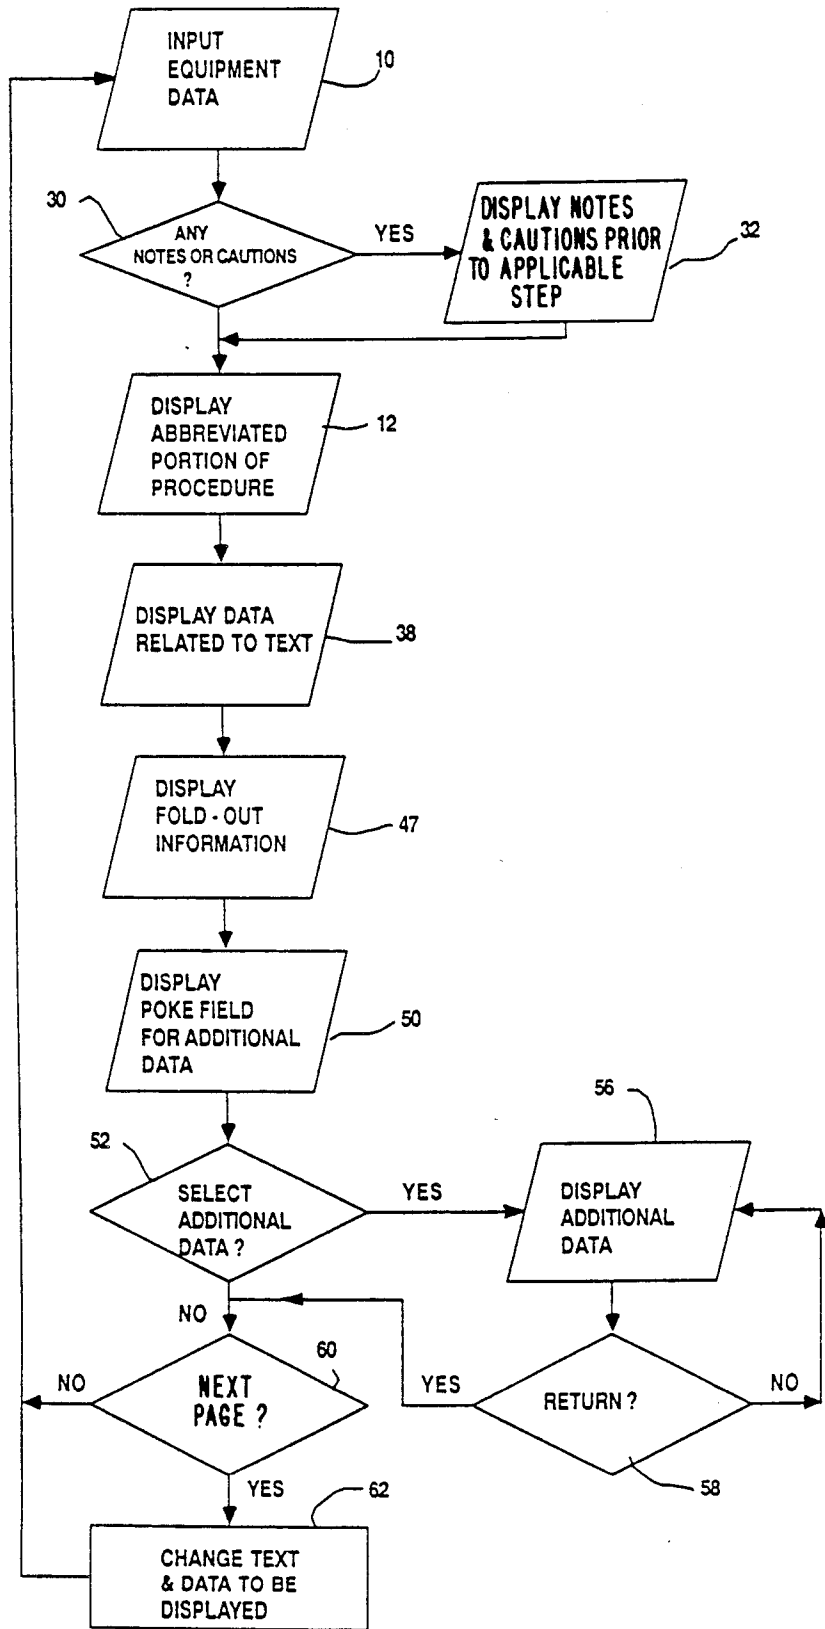 INPUT
EQUIPMENT
DATA
10
30
ANY
NOTES OR CAUTIONS
?
YES
DISPLAY NOTES
& CAUTIONS PRIOR
TO APPLICABLE
STEP
32
DISPLAY
ABBREVIATED
PORTION OF
PROCEDURE
12
DISPLAY DATA
RELATED TO TEXT
38
DISPLAY
FOLD - OUT
INFORMATION
47
DISPLAY
POKE FIELD
FOR ADDITIONAL
DATA
50
52
SELECT
ADDITIONAL
DATA ?
YES
56
DISPLAY
ADDITIONAL
DATA
NO
60
NEXT
PAGE ?
NO
YES
RETURN ?
NO
58
YES
62
CHANGE TEXT
& DATA TO BE
DISPLAYED